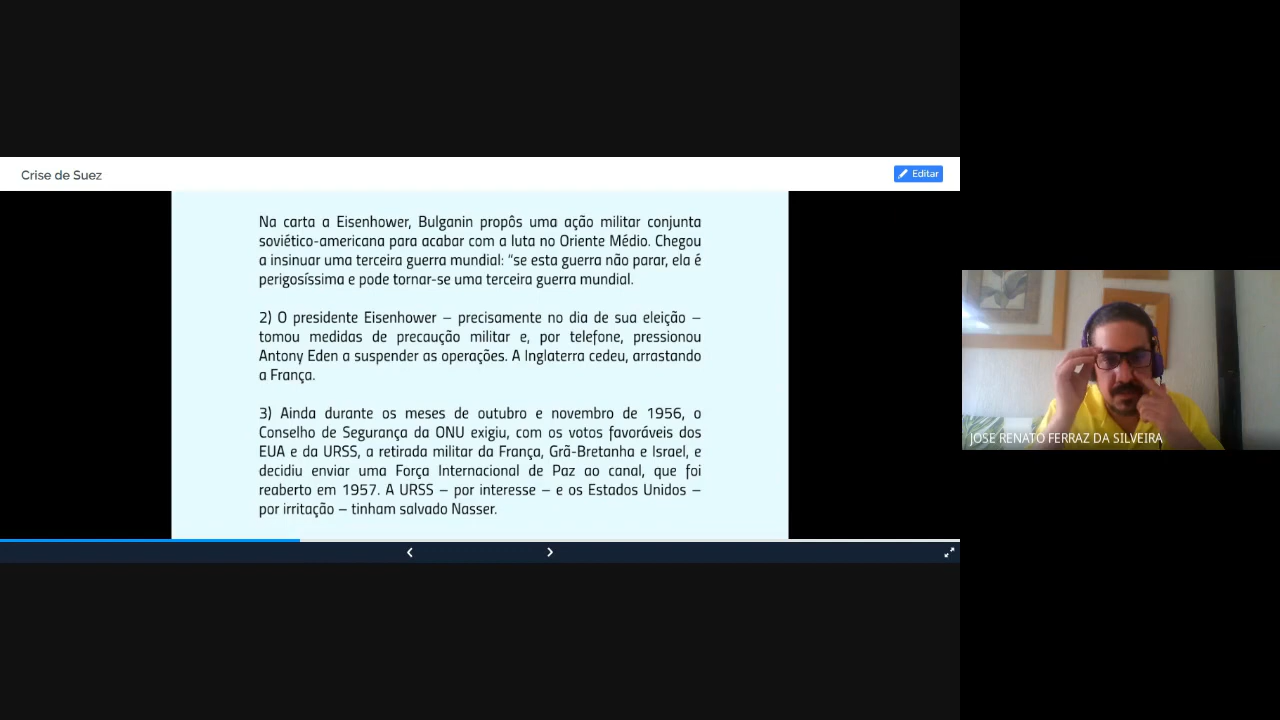 Crise de Suez
Editar
Na carta a Eisenhower, Bulganin propôs uma ação militar conjunta
soviético-americana para acabar com a luta no Oriente Médio. Chegou
a insinuar uma terceira guerra mundial: “se esta guerra não parar, ela é
perigosíssima e pode tornar-se uma terceira guerra mundial.
2) O presidente Eisenhower – precisamente no dia de sua eleição –
tomou medidas de precaução militar e, por telefone, pressionou
Antony Eden a suspender as operações. A Inglaterra cedeu, arrastando
a França.
3) Ainda durante os meses de outubro e novembro de 1956, o
Conselho de Segurança da ONU exigiu, com os votos favoráveis dos
EUA e da URSS, a retirada militar da França, Grã-Bretanha e Israel, e
decidiu enviar uma Força Internacional de Paz ao canal, que foi
reaberto em 1957. A URSS – por interesse – e os Estados Unidos –
por irritação – tinham salvado Nasser.
JOSE RENATO FERRAZ DA SILVEIRA